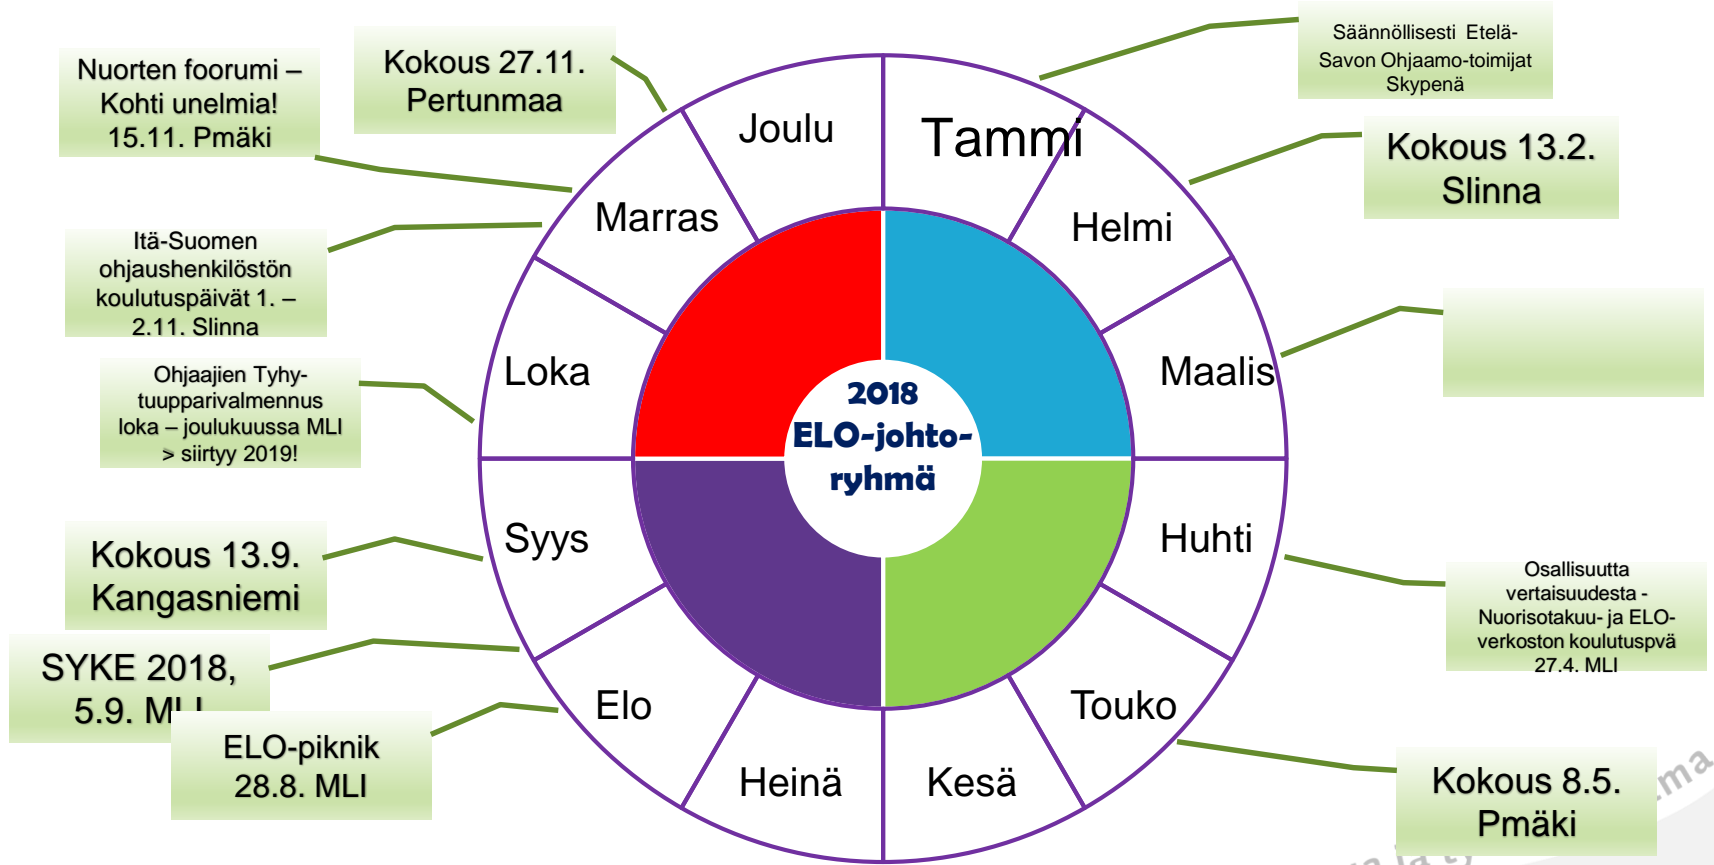 Säännöllisesti Etelä-
Savon Ohjaamo-toimijat
Skypenä
Nuorten foorumi –
Kohti unelmia!
15.11. Pmäki
Kokous 27.11.
Pertunmaa
Joulu
Tammi
Kokous 13.2.
Slinna
Marras
Helmi
Itä-Suomen
ohjaushenkilöstön
koulutuspäivät 1. –
2.11. Slinna
Loka
Maalis
Ohjaajien Tyhy-
tuupparivalmennus
loka – joulukuussa MLI
> siirtyy 2019!
2018
ELO-johto-
ryhmä
Syys
Huhti
Kokous 13.9.
Kangasniemi
Osallisuutta
vertaisuudesta -
Nuorisotakuu- ja ELO-
verkoston koulutuspvä
27.4. MLI
SYKE 2018,
5.9. MLI
Elo
Touko
ELO-piknik
28.8. MLI
Heinä
Kesä
Kokous 8.5.
Pmäki
ja